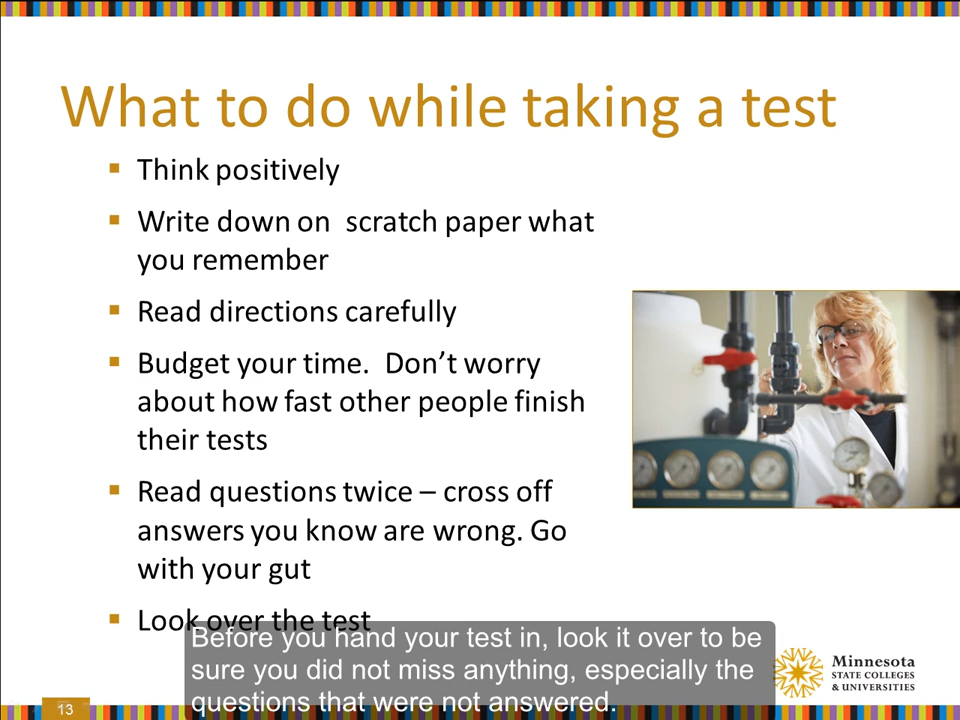 What to do while taking a test
Think positively
Write down on scratch paper what
you remember
Read directions carefully
Budget your time. Don’t worry
about how fast other people finish
their tests
Read questions twice – cross off
answers you know are wrong. Go
with your gut
Look over the test
Before you hand your test in, look it over to be
sure you did not miss anything, especially the
questions that were not answered.
Minnesota
STATE COLLEGES
& UNIVERSITIES
13